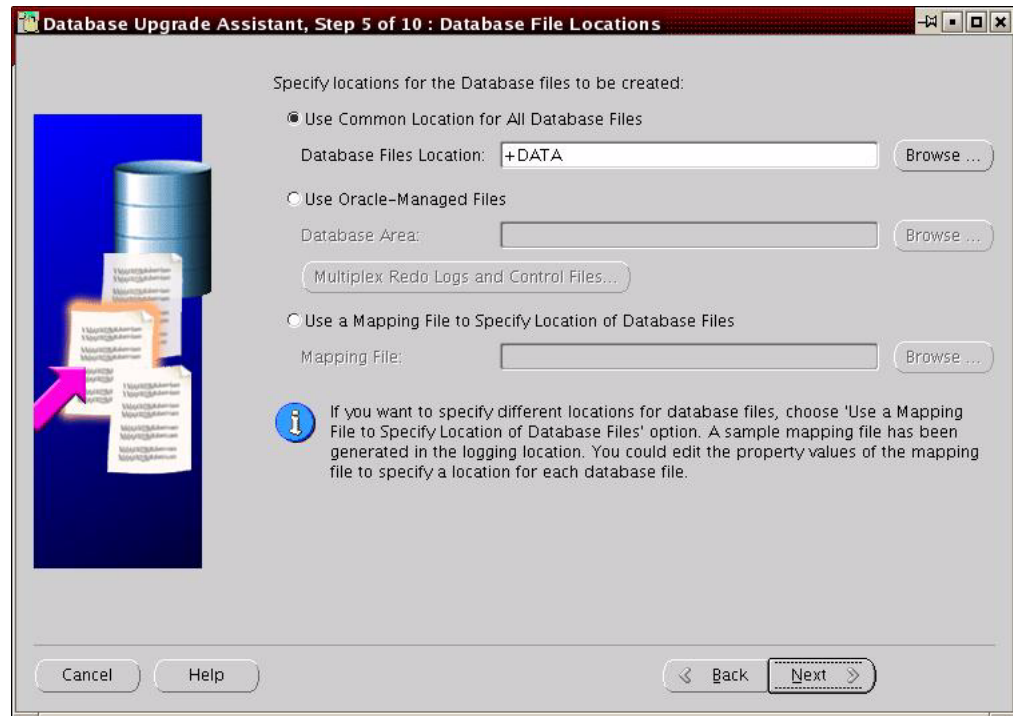 Database Upgrade Assistant, Step 5 of 10 : Database File Locations
Specify locations for the Database files to be created:
Use Common Location for All Database Files
Database Files Location: +DATA Browse ...
Use Oracle-Managed Files
Database Area: Browse ...
Multiplex Redo Logs and Control Files...
Use a Mapping File to Specify Location of Database Files
Mapping File: Browse ...
If you want to specify different locations for database files, choose 'Use a Mapping
File to Specify Location of Database Files' option. A sample mapping file has been
generated in the logging location. You could edit the property values of the mapping
file to specify a location for each database file.
Cancel Help Back Next